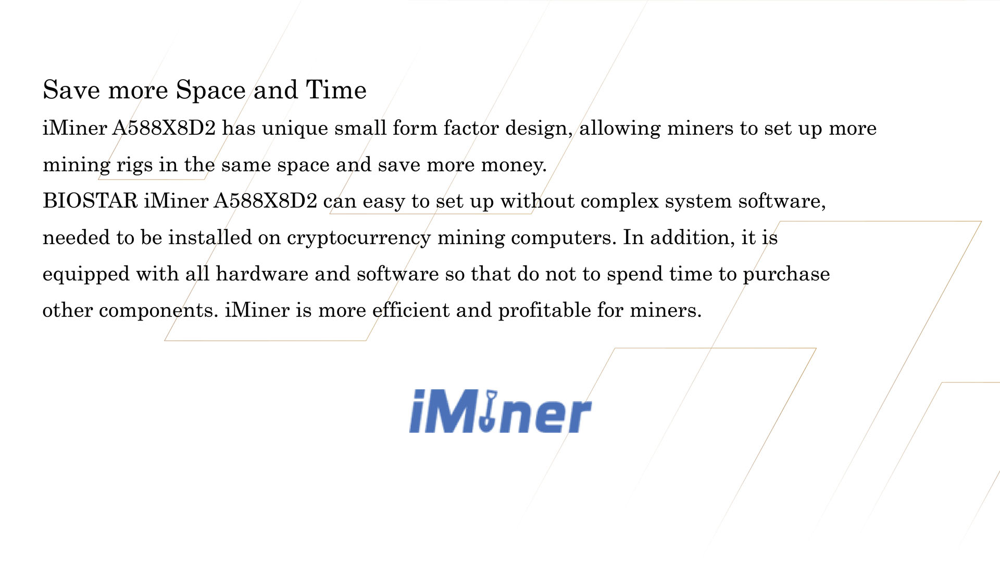 Save more Space and Time
iMiner A588X8D2 has unique small form factor design, allowing miners to set up more
mining rigs in the same space and save more money.
BIOSTAR iMiner A588X8D2 can easy to set up without complex system software,
needed to be installed on cryptocurrency mining computers. In addition, it is
equipped with all hardware and software so that do not to spend time to purchase
other components. iMiner is more efficient and profitable for miners.
iMiner